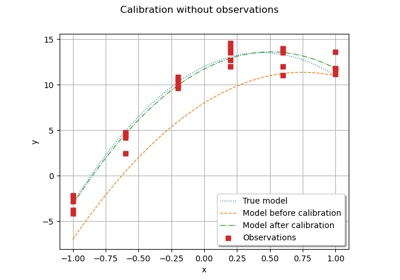 Calibration without observations
15
10
5
0
−5
y
−1.00 −0.75 −0.50 −0.25 0.00 0.25 0.50 0.75 1.00
x
True model
Model before calibration
Model after calibration
Observations